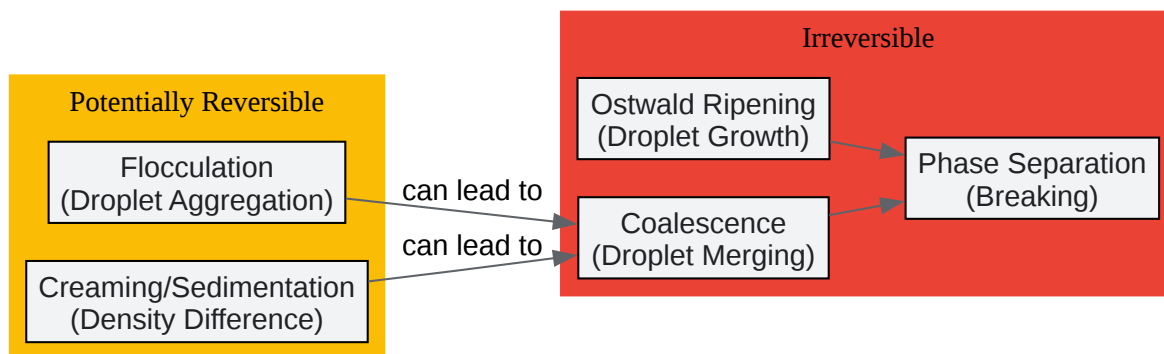 Potentially Reversible
Flocculation
(Droplet Aggregation)
Creaming/Sedimentation
(Density Difference)
can lead to
can lead to
Irreversible
Ostwald Ripening
(Droplet Growth)
Coalescence
(Droplet Merging)
Phase Separation
(Breaking)